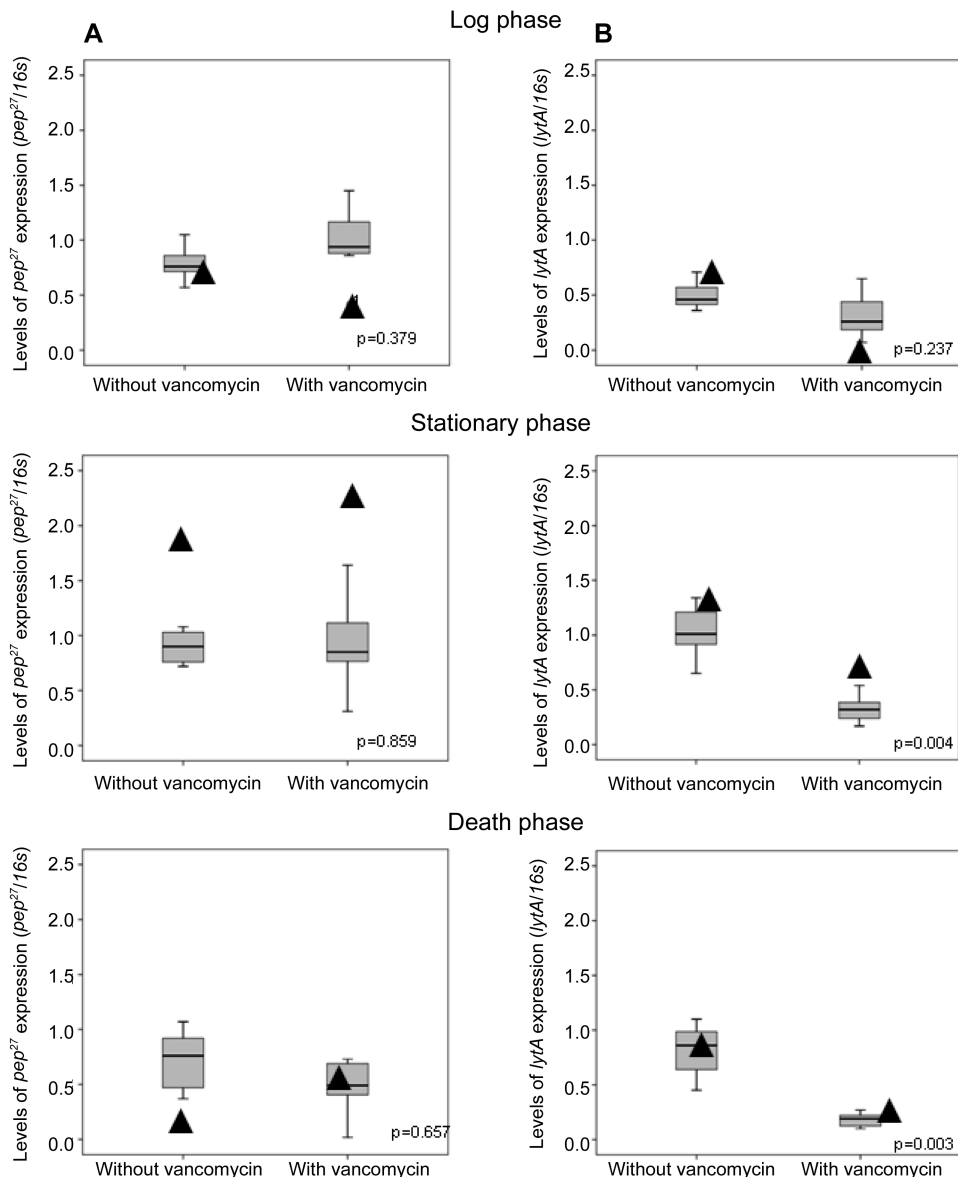 Log phase
A
B
Levels of pep²⁷ expression (pep²⁷/16s)
2.5
2.0
1.5
1.0
0.5
0.0
p=0.379
Without vancomycin
With vancomycin
Levels of lytA expression (lytA/16s)
2.5
2.0
1.5
1.0
0.5
0.0
p=0.237
Without vancomycin
With vancomycin
Stationary phase
Levels of pep²⁷ expression (pep²⁷/16s)
2.5
2.0
1.5
1.0
0.5
0.0
p=0.859
Without vancomycin
With vancomycin
Levels of lytA expression (lytA/16s)
2.5
2.0
1.5
1.0
0.5
0.0
p=0.004
Without vancomycin
With vancomycin
Death phase
Levels of pep²⁷ expression (pep²⁷/16s)
2.5
2.0
1.5
1.0
0.5
0.0
p=0.657
Without vancomycin
With vancomycin
Levels of lytA expression (lytA/16s)
2.5
2.0
1.5
1.0
0.5
0.0
p=0.003
Without vancomycin
With vancomycin